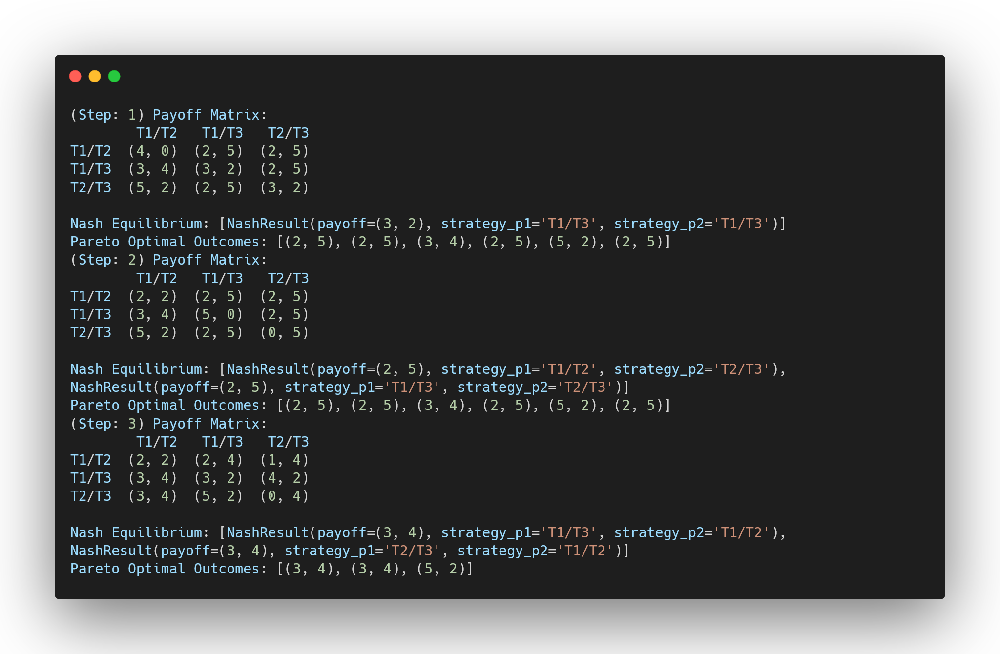 (Step: 1) Payoff Matrix:
        T1/T2   T1/T3   T2/T3
T1/T2  (4, 0)  (2, 5)  (2, 5)
T1/T3  (3, 4)  (3, 2)  (2, 5)
T2/T3  (5, 2)  (2, 5)  (3, 2)
Nash Equilibrium: [NashResult(payoff=(3, 2), strategy_p1='T1/T3', strategy_p2='T1/T3')]
Pareto Optimal Outcomes: [(2, 5), (2, 5), (3, 4), (2, 5), (5, 2), (2, 5)]
(Step: 2) Payoff Matrix:
        T1/T2   T1/T3   T2/T3
T1/T2  (2, 2)  (2, 5)  (2, 5)
T1/T3  (3, 4)  (5, 0)  (2, 5)
T2/T3  (5, 2)  (2, 5)  (0, 5)
Nash Equilibrium: [NashResult(payoff=(2, 5), strategy_p1='T1/T2', strategy_p2='T2/T3'),
NashResult(payoff=(2, 5), strategy_p1='T1/T3', strategy_p2='T2/T3')]
Pareto Optimal Outcomes: [(2, 5), (2, 5), (3, 4), (2, 5), (5, 2), (2, 5)]
(Step: 3) Payoff Matrix:
        T1/T2   T1/T3   T2/T3
T1/T2  (2, 2)  (2, 4)  (1, 4)
T1/T3  (3, 4)  (3, 2)  (4, 2)
T2/T3  (3, 4)  (5, 2)  (0, 4)
Nash Equilibrium: [NashResult(payoff=(3, 4), strategy_p1='T1/T3', strategy_p2='T1/T2'),
NashResult(payoff=(3, 4), strategy_p1='T2/T3', strategy_p2='T1/T2')]
Pareto Optimal Outcomes: [(3, 4), (3, 4), (5, 2)]